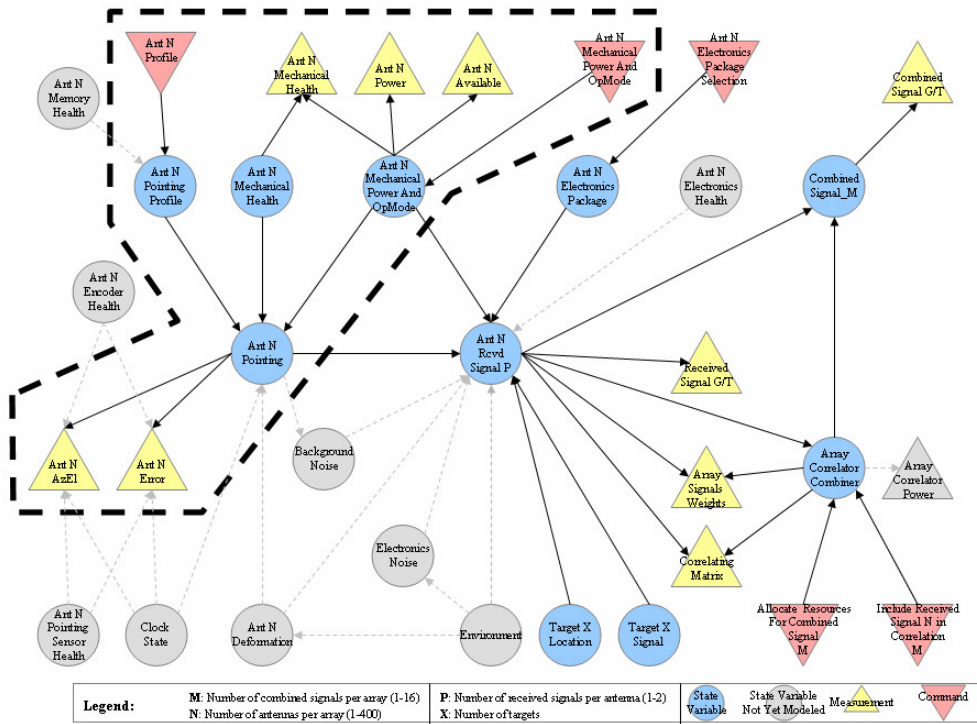 Ant N
Profile
Ant N
Mechanical
Health
Ant N
Power
Ant N
Available
Ant N
Mechanical
Power And
OpMode
Ant N
Electronics
Package
Selection
Combined
Signal G/T
Ant N
Memory
Health
Ant N
Pointing
Profile
Ant N
Mechanical
Health
Ant N
Mechanical
Power And
OpMode
Ant N
Electronics
Package
Ant N
Electronics
Health
Combined
Signal_M
Ant N
Encoder
Health
Ant N
Pointing
Ant N
Rcvd
Signal P
Received
Signal G/T
Ant N
AzEl
Ant N
Error
Background
Noise
Array
Signals
Weights
Array
Correlator
Combiner
Array
Correlator
Power
Electronics
Noise
Correlating
Matrix
Ant N
Pointing
Sensor
Health
Clock
State
Ant N
Deformation
Environment
Target X
Location
Target X
Signal
Allocate Resources
For Combined
Signal
M
Include Received
Signal N in
Correlation
M
Legend:
M: Number of combined signals per array (1-16)
N: Number of antennas per array (1-400)
P: Number of received signals per antenna (1-2)
X: Number of targets
State
Variable
State Variable
Not Yet Modeled
Measurement
Command